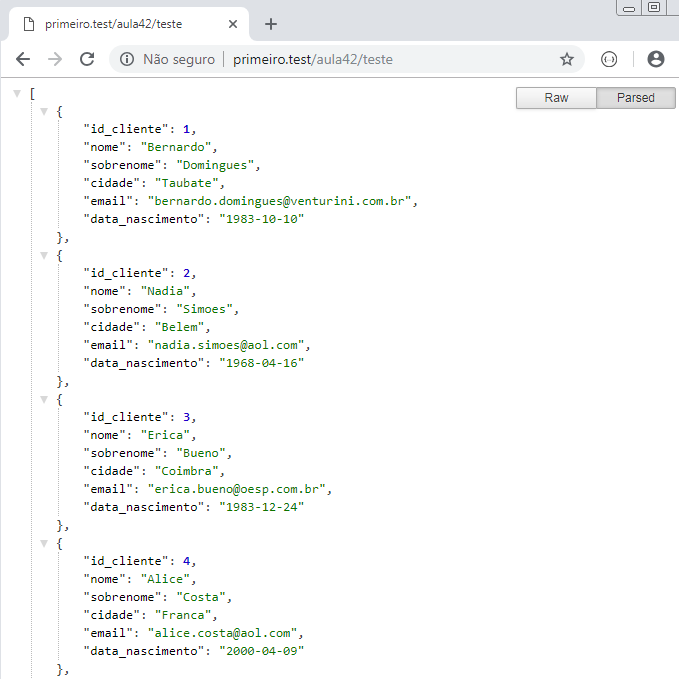 primeiro.test/aula42/teste
Não seguro
primeiro.test/aula42/teste
Raw
Parsed
[
{
"id_cliente": 1,
"nome": "Bernardo",
"sobrenome": "Domingues",
"cidade": "Taubate",
"email": "bernardo.domingues@venturini.com.br",
"data_nascimento": "1983-10-10"
},
{
"id_cliente": 2,
"nome": "Nadia",
"sobrenome": "Simoes",
"cidade": "Belem",
"email": "nadia.simoes@aol.com",
"data_nascimento": "1968-04-16"
},
{
"id_cliente": 3,
"nome": "Erica",
"sobrenome": "Bueno",
"cidade": "Coimbra",
"email": "erica.bueno@oesp.com.br",
"data_nascimento": "1983-12-24"
},
{
"id_cliente": 4,
"nome": "Alice",
"sobrenome": "Costa",
"cidade": "Franca",
"email": "alice.costa@aol.com",
"data_nascimento": "2000-04-09"
},